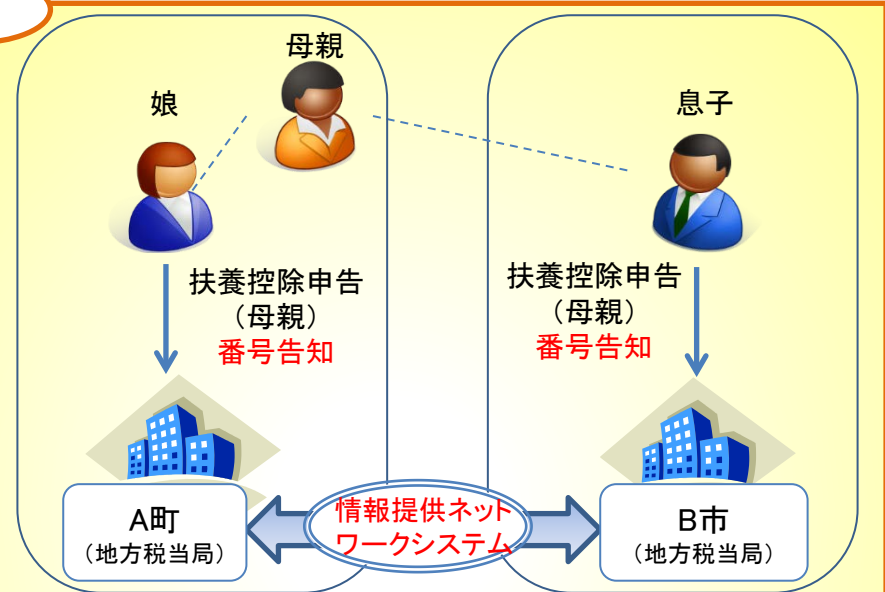 母親
娘
息子
扶養控除申告
（母親）
番号告知
扶養控除申告
（母親）
番号告知
A町
（地方税当局）
情報提供ネット
ワークシステム
B市
（地方税当局）